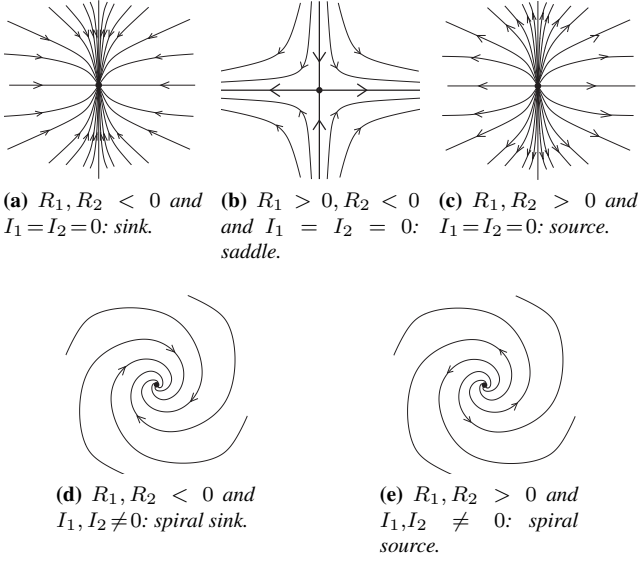 (a) R₁, R₂ < 0 and
I₁ = I₂ = 0: sink.
(b) R₁ > 0, R₂ < 0
and I₁ = I₂ = 0:
saddle.
(c) R₁, R₂ > 0 and
I₁ = I₂ = 0: source.
(d) R₁, R₂ < 0 and
I₁, I₂ ≠ 0: spiral sink.
(e) R₁, R₂ > 0 and
I₁, I₂ ≠ 0: spiral
source.